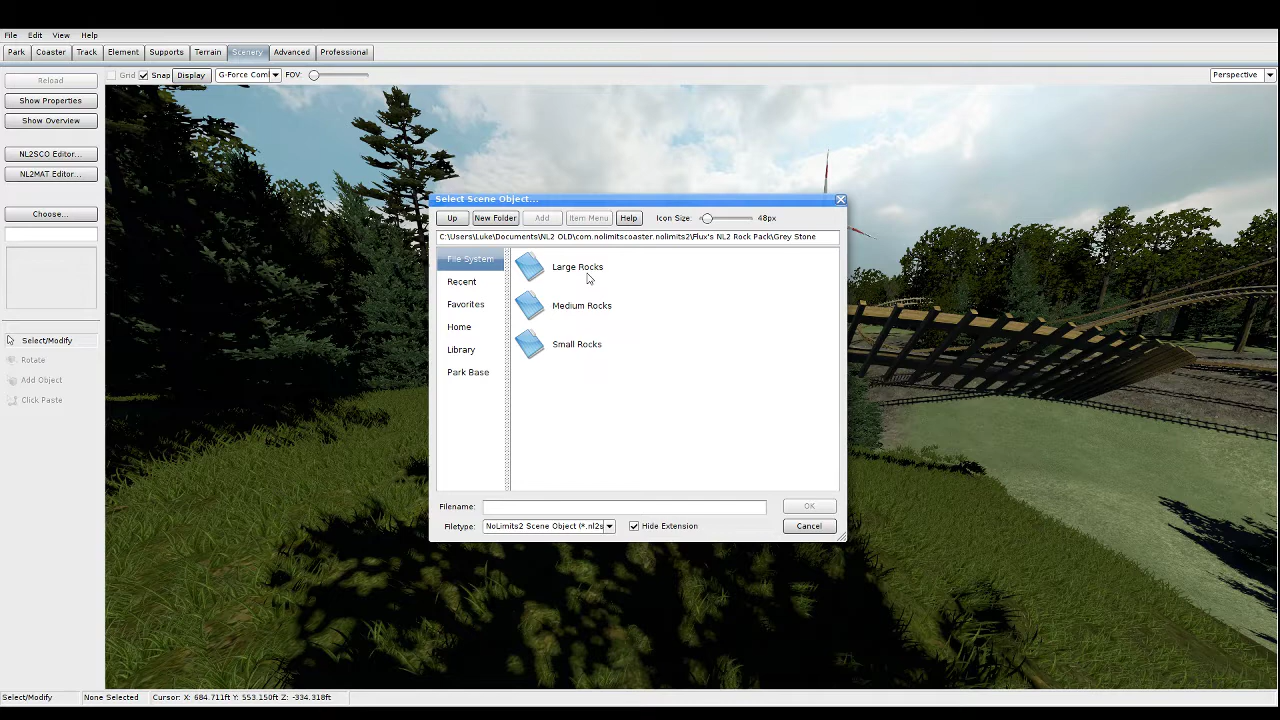 File Edit View Help
Park Coaster Track Element Supports Terrain Scenery Advanced Professional
Reload
Grid Snap Display G-Force Coml FOV: Perspective
Show Properties
Show Overview
NL2SCO Editor...
NL2MAT Editor...
Choose...
Select/Modify
Rotate
Add Object
Click Paste
Select Scene Object...
Up New Folder Add Item Menu Help Icon Size: 48px
C:\Users\Luke\Documents\NL2 OLD\com.nolimitscoaster.nolimits2\Flux's NL2 Rock Pack\Grey Stone
File System
Recent
Favorites
Home
Library
Park Base
Large Rocks
Medium Rocks
Small Rocks
Filename: OK
Filetype: NoLimits2 Scene Object (*.nl2s Hide Extension Cancel
Select/Modify None Selected Cursor: X: 684.711ft Y: 553.150ft Z: -334.318ft